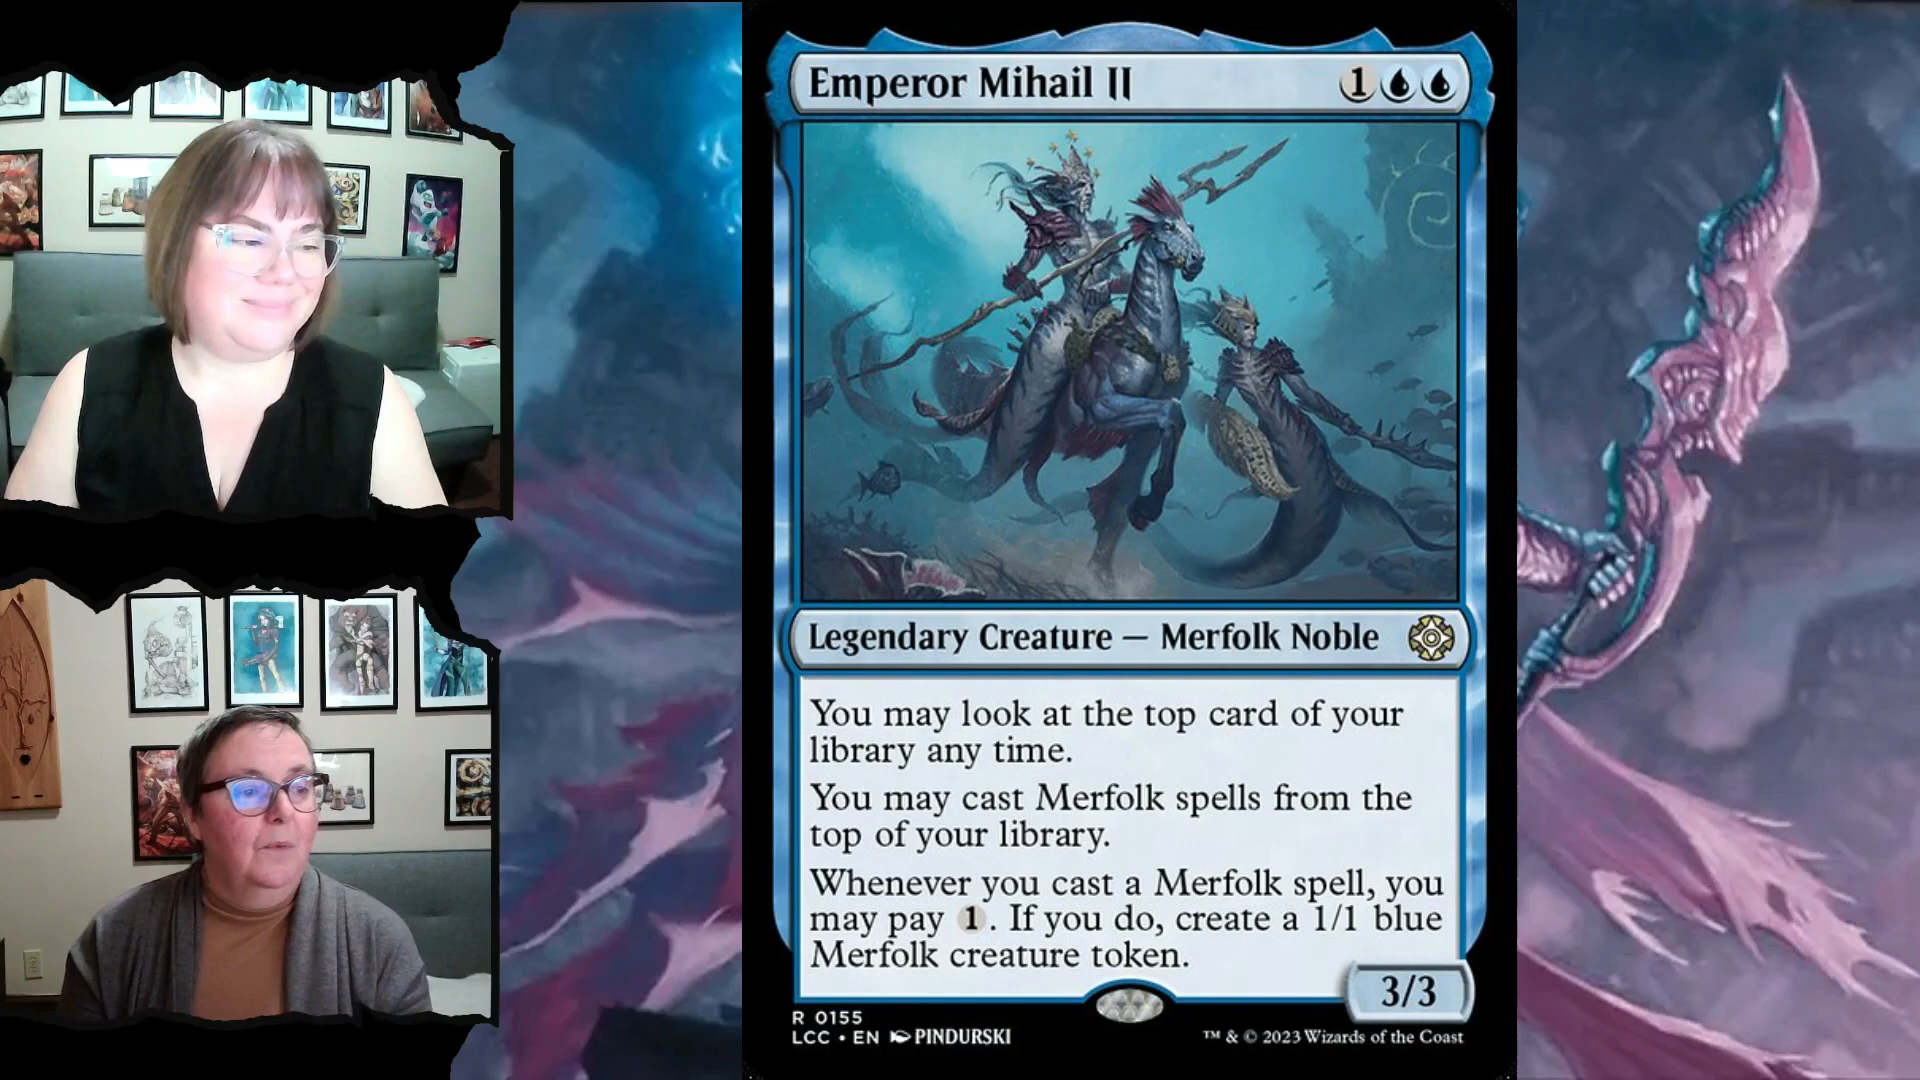 Emperor Mihail II
1
Legendary Creature — Merfolk Noble
You may look at the top card of your
library any time.
You may cast Merfolk spells from the
top of your library.
Whenever you cast a Merfolk spell, you
may pay 1. If you do, create a 1/1 blue
Merfolk creature token.
3/3
R 0155
LCC • EN PINDURSKI
™ & © 2023 Wizards of the Coast